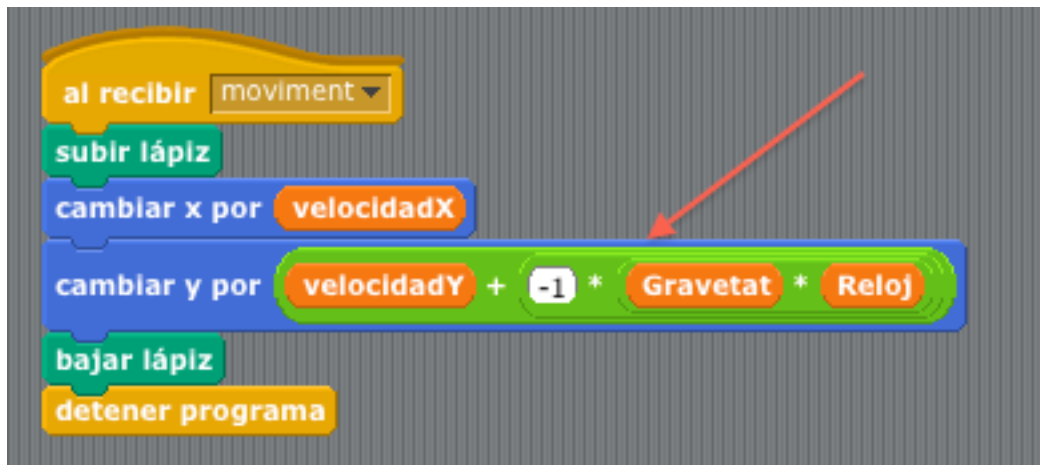 al recibir moviment
subir lápiz
cambiar x por velocidadX
cambiar y por velocidadY + -1 * Gravetat * Reloj
bajar lápiz
detener programa